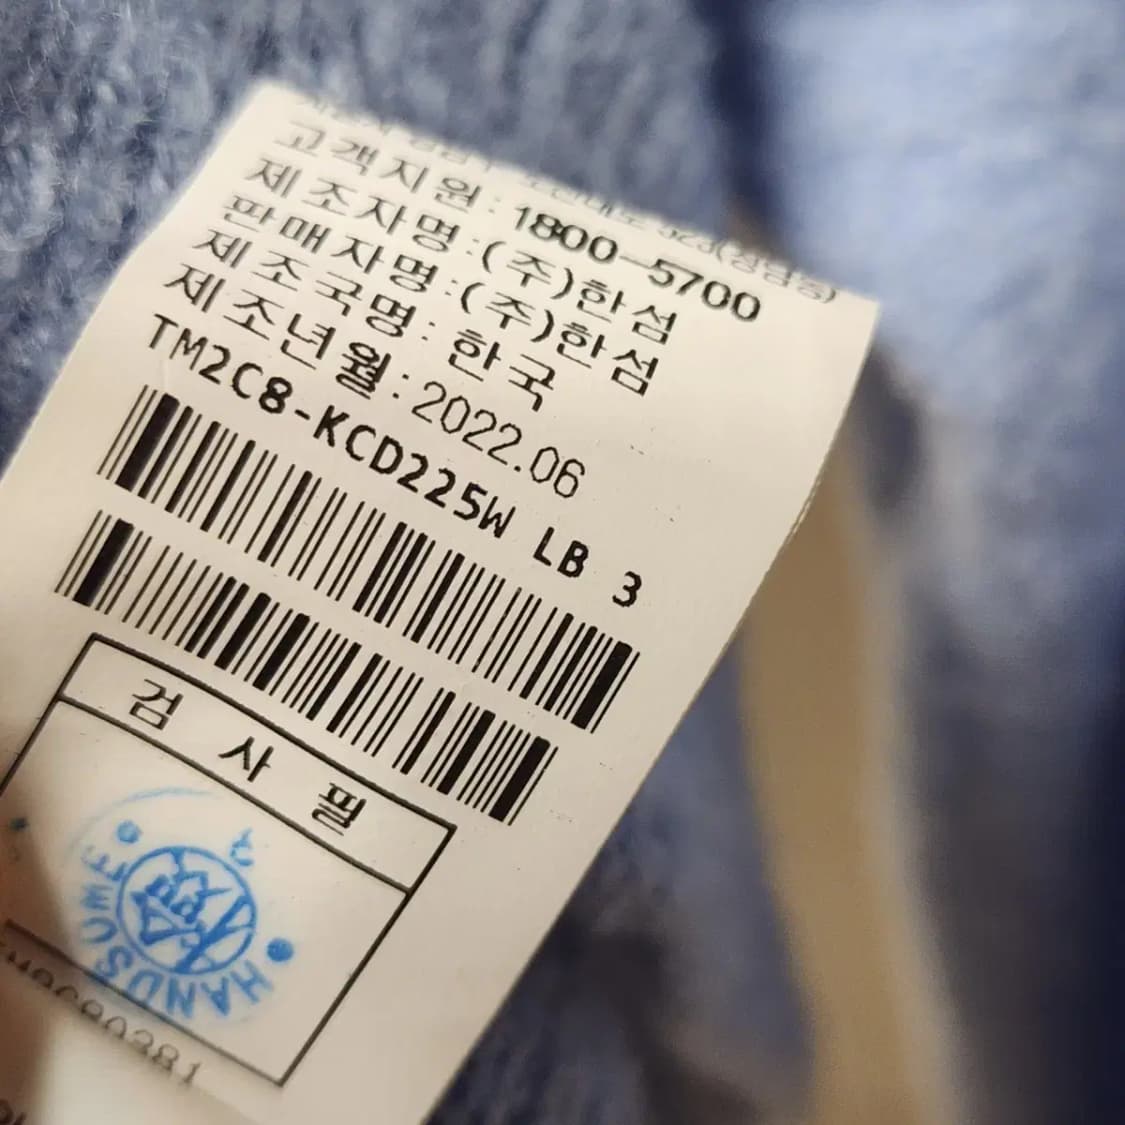 고객지원 : 1800-5700
제조자명 :(주)한섬
판매자명 :(주)한섬
제조국명 : 한국
제조년월 : 2022.06
TM2C8-KCD225W LB 3
검 사 필
HANDSOME